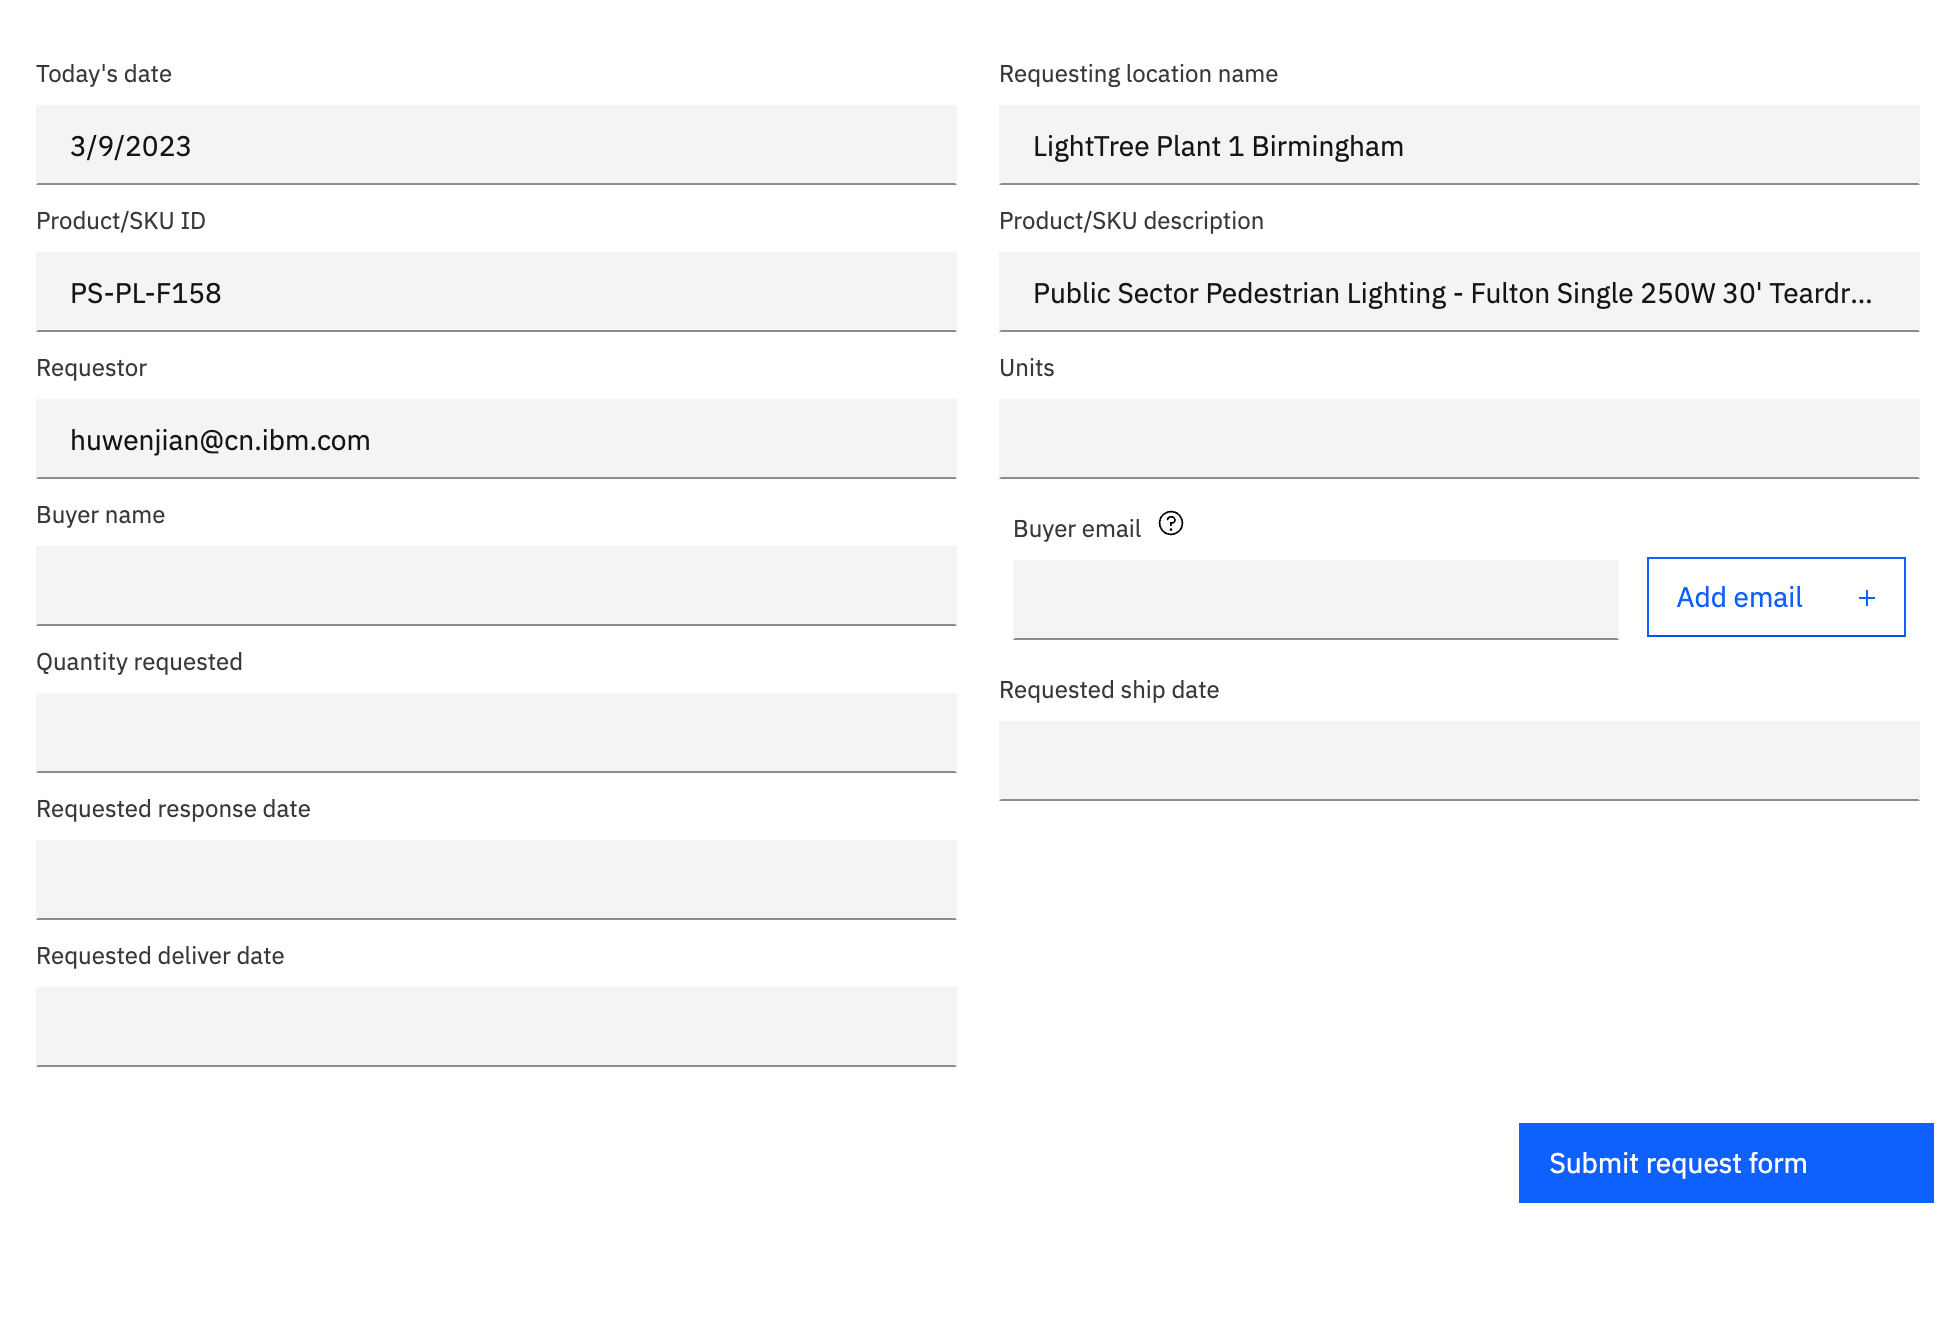 Today's date
3/9/2023
Requesting location name
LightTree Plant 1 Birmingham
Product/SKU ID
PS-PL-F158
Product/SKU description
Public Sector Pedestrian Lighting - Fulton Single 250W 30' Teardr...
Requestor
huwenjian@cn.ibm.com
Units
Buyer name
Buyer email
Add email +
Quantity requested
Requested ship date
Requested response date
Requested deliver date
Submit request form